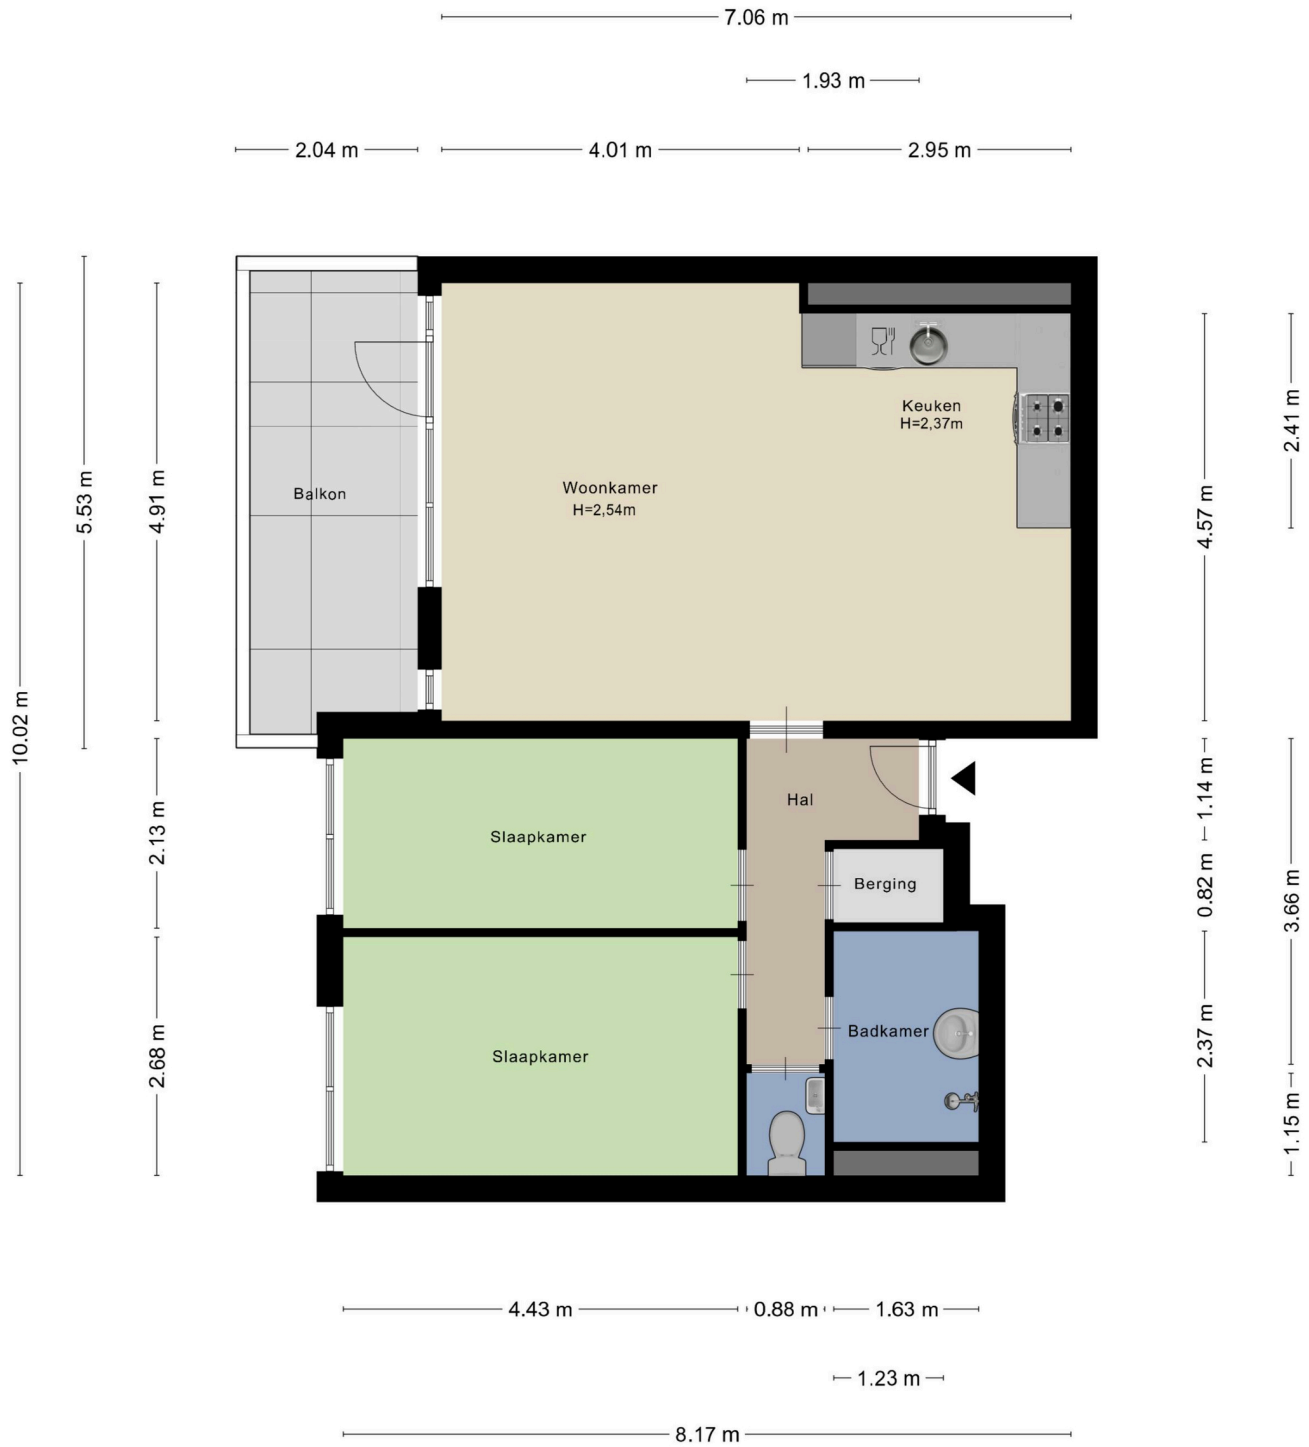 7.06 m
1.93 m
2.04 m
4.01 m
2.95 m
Keuken
H=2,37m
2.41 m
Balkon
Woonkamer
H=2,54m
5.53 m
4.91 m
4.57 m
10.02 m
Hal
1.14 m
Slaapkamer
2.13 m
Berging
0.82 m
3.66 m
Badkamer
2.37 m
Slaapkamer
2.68 m
1.15 m
4.43 m
0.88 m
1.63 m
1.23 m
8.17 m